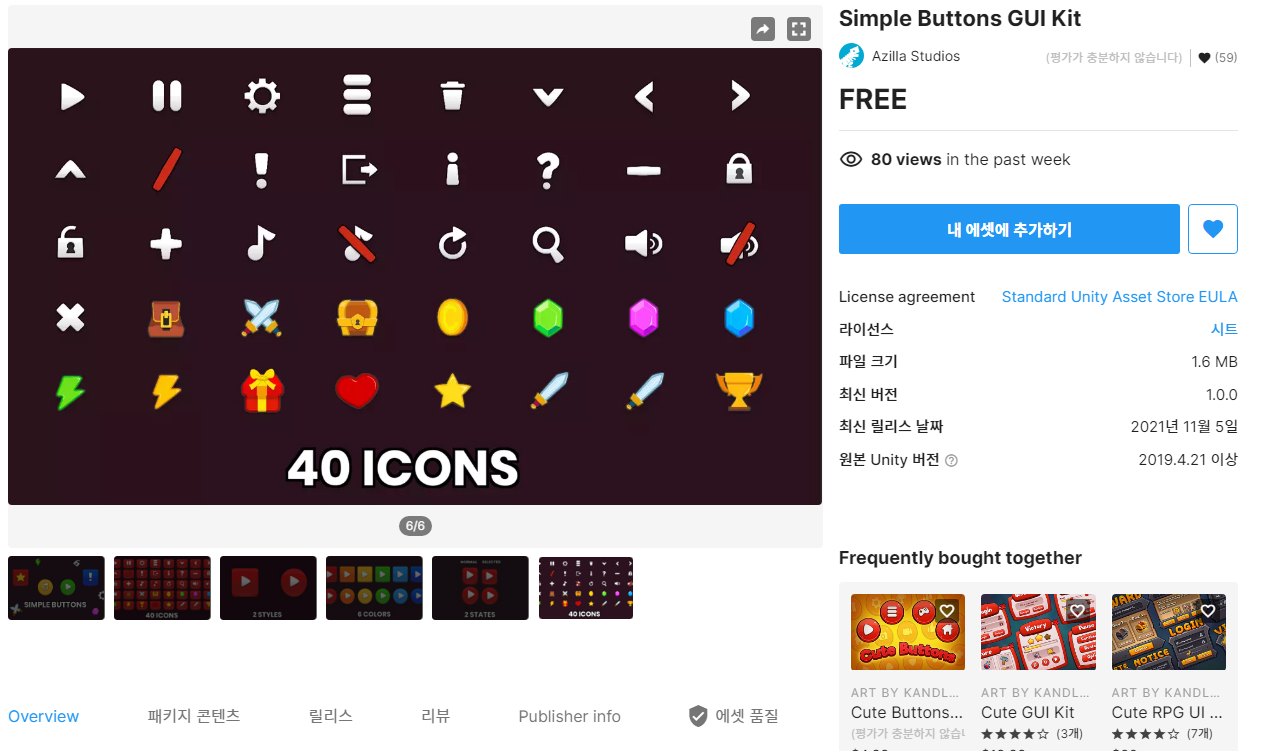 Simple Buttons GUI Kit
Azilla Studios
(평가가 충분하지 않습니다)
(59)
FREE
80 views in the past week
내 에셋에 추가하기
License agreement
Standard Unity Asset Store EULA
라이선스
시트
파일 크기
1.6 MB
최신 버전
1.0.0
최신 릴리스 날짜
2021년 11월 5일
원본 Unity 버전
2019.4.21 이상
40 ICONS
6/6
SIMPLE BUTTONS
40 ICONS
2 STYLES
6 COLORS
NORMAL SELECTED
2 STATES
40 ICONS
Overview
패키지 콘텐츠
릴리스
리뷰
Publisher info
에셋 품질
Frequently bought together
Cute Buttons
Victory
LOGIN
NOTICE
ART BY KANDL...
ART BY KANDL...
ART BY KANDL...
Cute Buttons...
Cute GUI Kit
Cute RPG UI ...
(평가가 충분하지 않습니
(3개)
(7개)